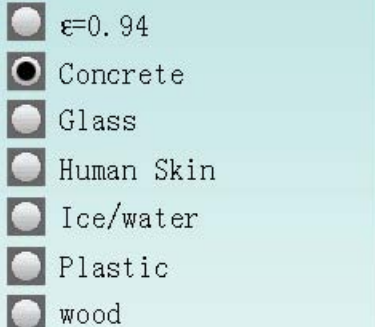 ε=0.94
Concrete
Glass
Human Skin
Ice/water
Plastic
wood